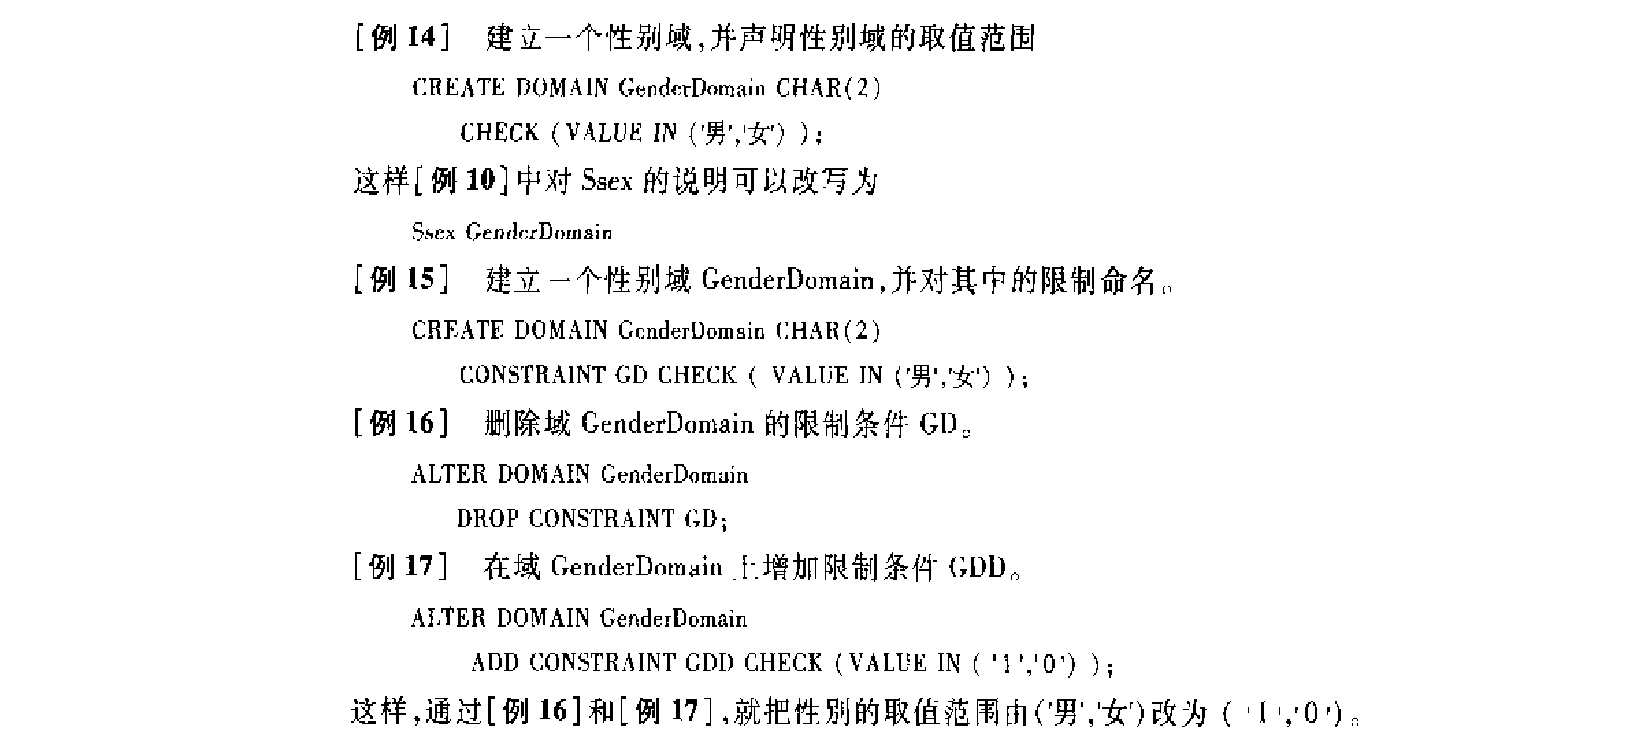 [例 14] 建立一个性别域,并声明性别域的取值范围
CREATE DOMAIN GenderDomain CHAR(2)
CHECK (VALUE IN ('男','女') );
这样[例 10]中对 Ssex 的说明可以改写为
Ssex GenderDomain
[例 15] 建立一个性别域 GenderDomain,并对其中的限制命名。
CREATE DOMAIN GenderDomain CHAR(2)
CONSTRAINT GD CHECK ( VALUE IN ('男','女') );
[例 16] 删除域 GenderDomain 的限制条件 GD。
ALTER DOMAIN GenderDomain
DROP CONSTRAINT GD;
[例 17] 在域 GenderDomain 上增加限制条件 GDD。
ALTER DOMAIN GenderDomain
ADD CONSTRAINT GDD CHECK (VALUE IN ( '1','0') );
这样,通过[例 16]和[例 17],就把性别的取值范围由('男','女')改为 ( '1','0')。